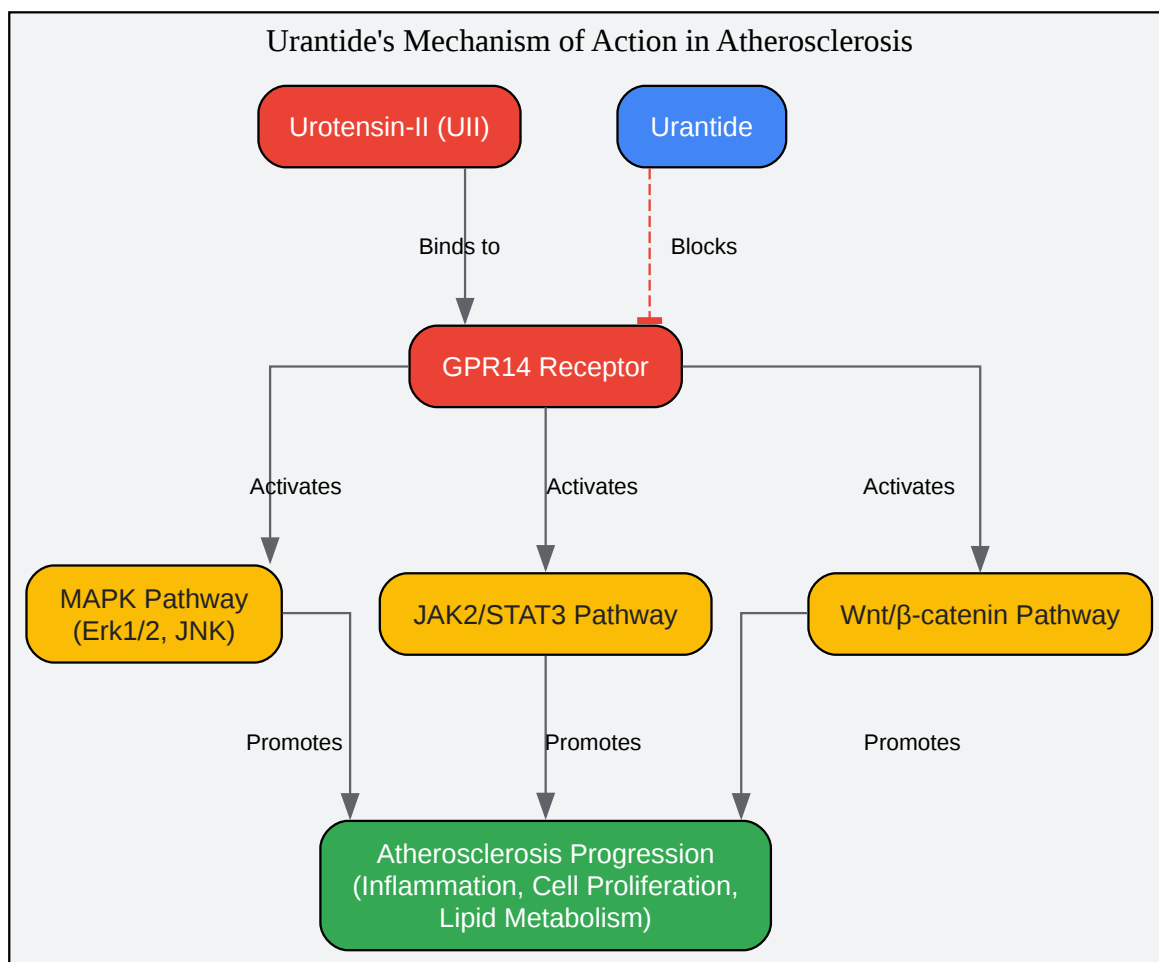 Urantide's Mechanism of Action in Atherosclerosis
Urotensin-II (UII)
Urantide
Binds to
Blocks
GPR14 Receptor
Activates
Activates
Activates
MAPK Pathway
(Erk1/2, JNK)
JAK2/STAT3 Pathway
Wnt/β-catenin Pathway
Promotes
Promotes
Promotes
Atherosclerosis Progression
(Inflammation, Cell Proliferation,
Lipid Metabolism)